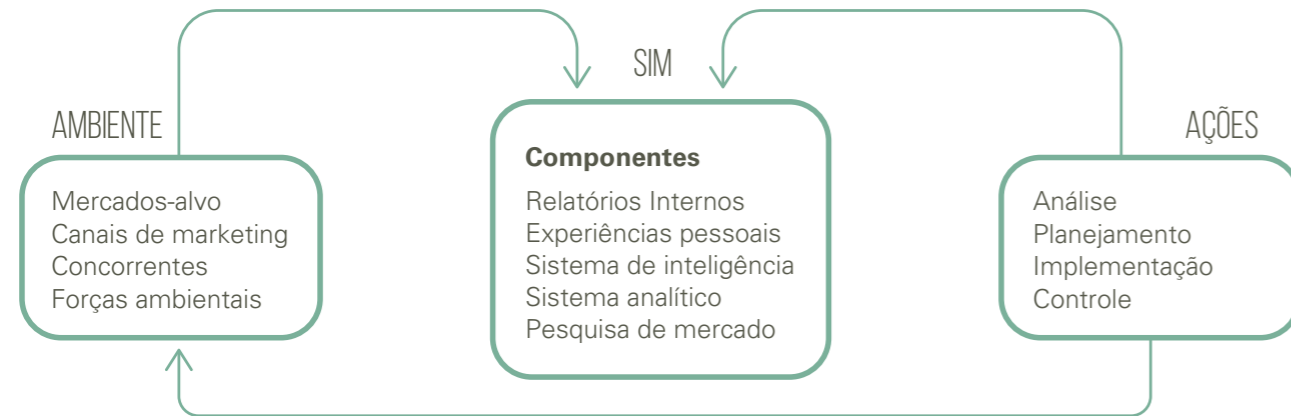 SIM
AMBIENTE
AÇÕES
Mercados-alvo
Canais de marketing
Concorrentes
Forças ambientais
Componentes
Relatórios Internos
Experiências pessoais
Sistema de inteligência
Sistema analítico
Pesquisa de mercado
Análise
Planejamento
Implementação
Controle